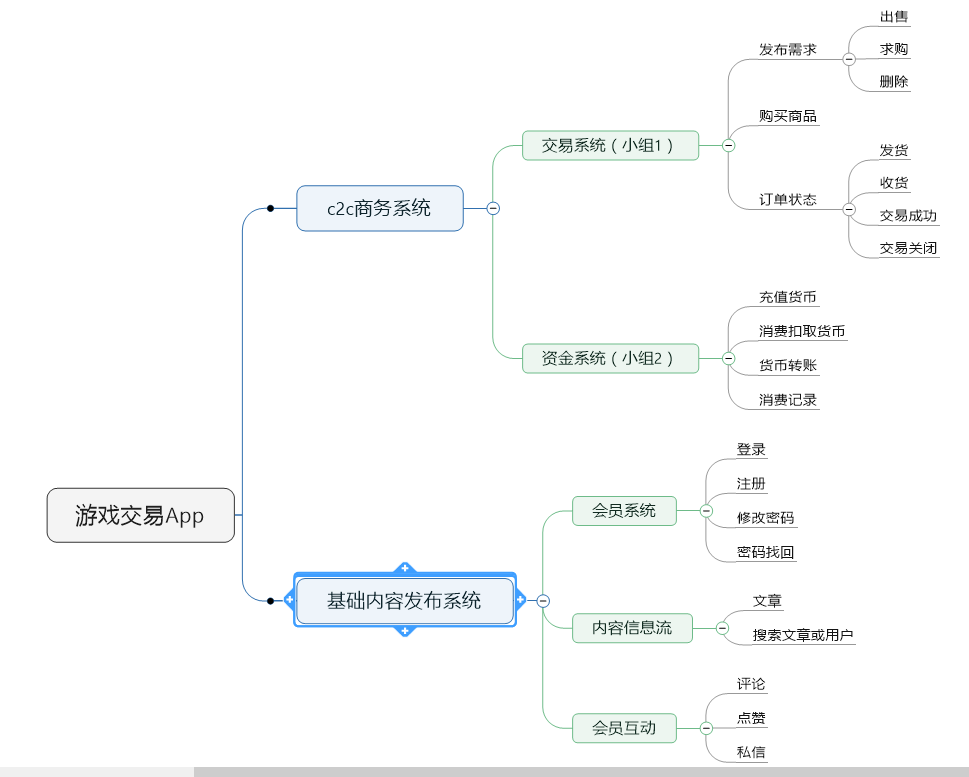 游戏交易App
c2c商务系统
交易系统（小组1）
发布需求
出售
求购
删除
购买商品
订单状态
发货
收货
交易成功
交易关闭
资金系统（小组2）
充值货币
消费扣取货币
货币转账
消费记录
基础内容发布系统
会员系统
登录
注册
修改密码
密码找回
内容信息流
文章
搜索文章或用户
会员互动
评论
点赞
私信